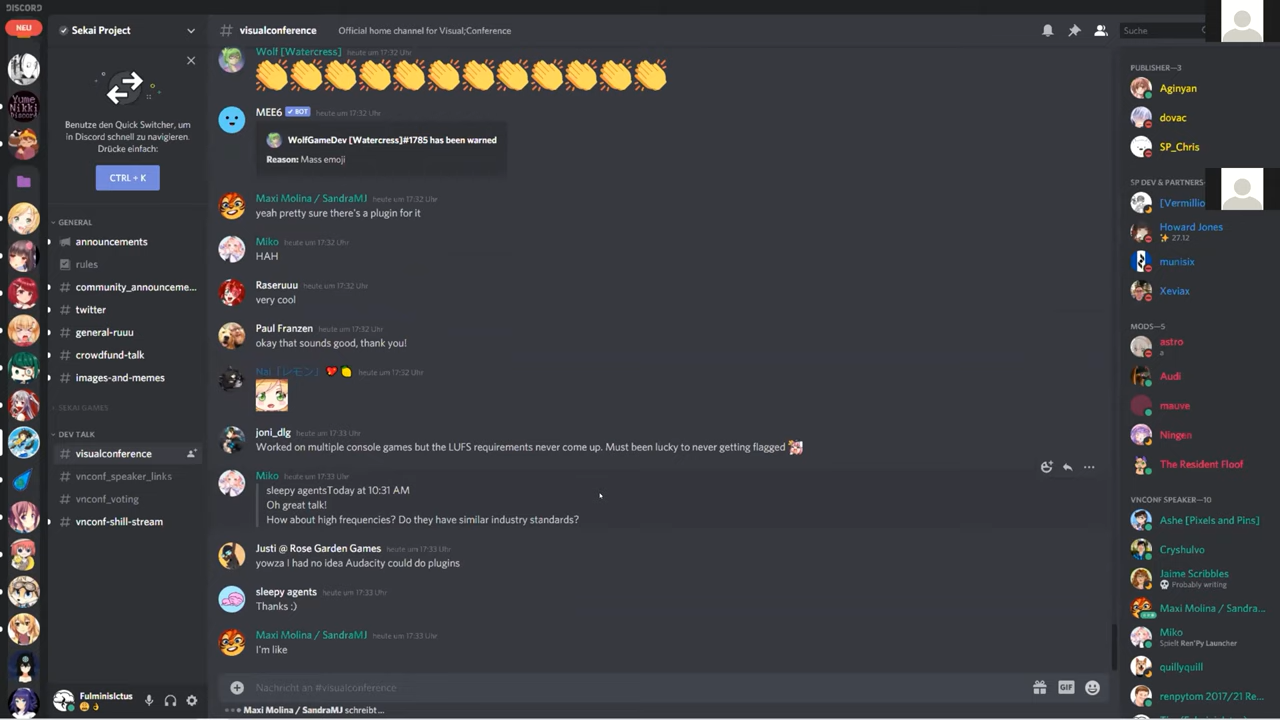 DISCORD
NEU
YUME
NIKKI
DISCORD
Sekai Project
Benutze den Quick Switcher, um
in Discord schnell zu navigieren.
Drücke einfach:
CTRL + K
GENERAL
announcements
rules
community_announceme...
twitter
general-ruuu
crowdfund-talk
images-and-memes
SEKAI GAMES
DEV TALK
visualconference
vnconf_speaker_links
vnconf_voting
vnconf-shill-stream
FulminisIctus
# visualconference Official home channel for Visual;Conference
Suche
Wolf [Watercress] heute um 17:32 Uhr
👏👏👏👏👏👏👏👏👏👏👏👏
MEE6 ✔ BOT heute um 17:32 Uhr
WolfGameDev [Watercress]#1785 has been warned
Reason: Mass emoji
Maxi Molina / SandraMJ heute um 17:32 Uhr
yeah pretty sure there's a plugin for it
Miko heute um 17:32 Uhr
HAH
Raseruuu heute um 17:32 Uhr
very cool
Paul Franzen heute um 17:32 Uhr
okay that sounds good, thank you!
Nai「レモン」 heute um 17:32 Uhr
joni_dlg heute um 17:33 Uhr
Worked on multiple console games but the LUFS requirements never come up. Must been lucky to never getting flagged
Miko heute um 17:33 Uhr
sleepy agentsToday at 10:31 AM
Oh great talk!
How about high frequencies? Do they have similar industry standards?
Justi @ Rose Garden Games heute um 17:33 Uhr
yowza I had no idea Audacity could do plugins
sleepy agents heute um 17:33 Uhr
Thanks :)
Maxi Molina / SandraMJ heute um 17:33 Uhr
I'm like
Nachricht an #visualconference
GIF
Maxi Molina / SandraMJ schreibt...
PUBLISHER—3
Aginyan
dovac
SP_Chris
SP DEV & PARTNERS
[Vermillio
Howard Jones
27.12
munisix
Xeviax
MODS—5
astro
a
Audi
mauve
Ningen
The Resident Floof
VNCONF SPEAKER—10
Ashe [Pixels and Pins]
Cryshulvo
Jaime Scribbles
Probably writing
Maxi Molina / Sandra...
Miko
Spielt Ren'Py Launcher
quillyquill
renpytom 2017/21 Re...